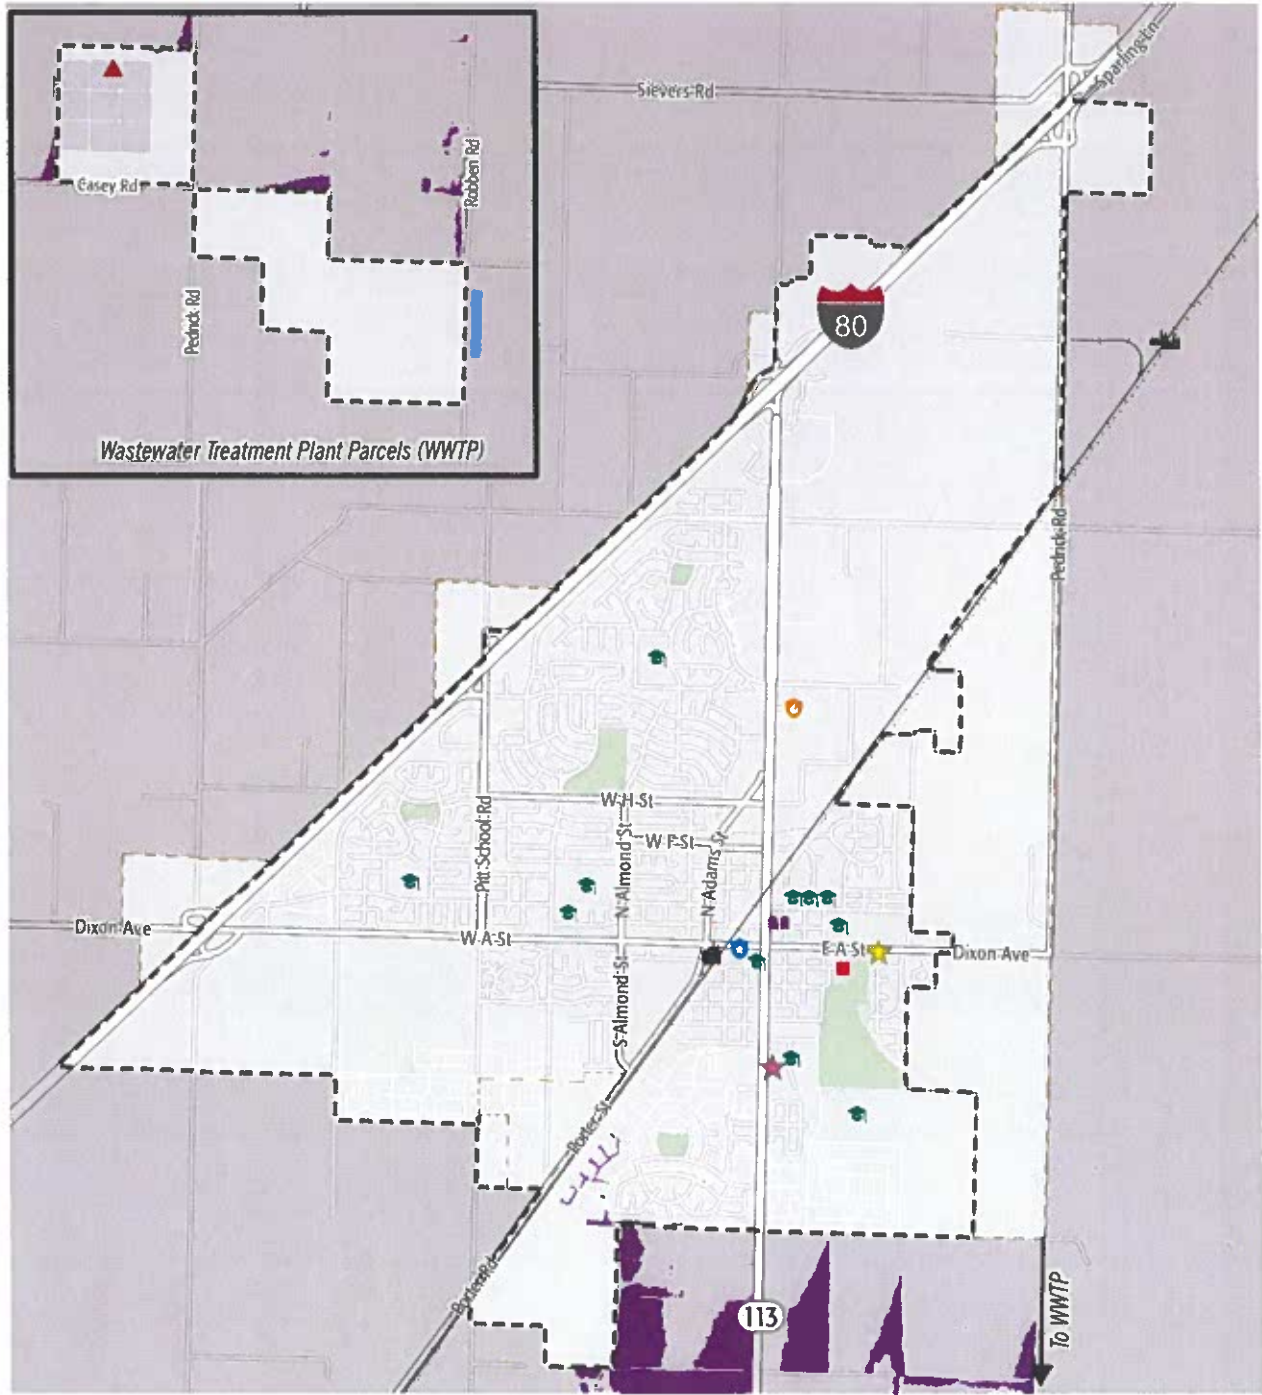 Sievers Rd
Sparling Ln
Robben Rd
Casey Rd
Pedrick Rd
80
Wastewater Treatment Plant Parcels (WWTP)
Pedrick Rd
W H St
Pitt School Rd
N Almond St
W F St
N Adams St
Dixon Ave
W A St
E A St
Dixon Ave
S Almond St
Porter St
Porter Rd
113
To WWTP